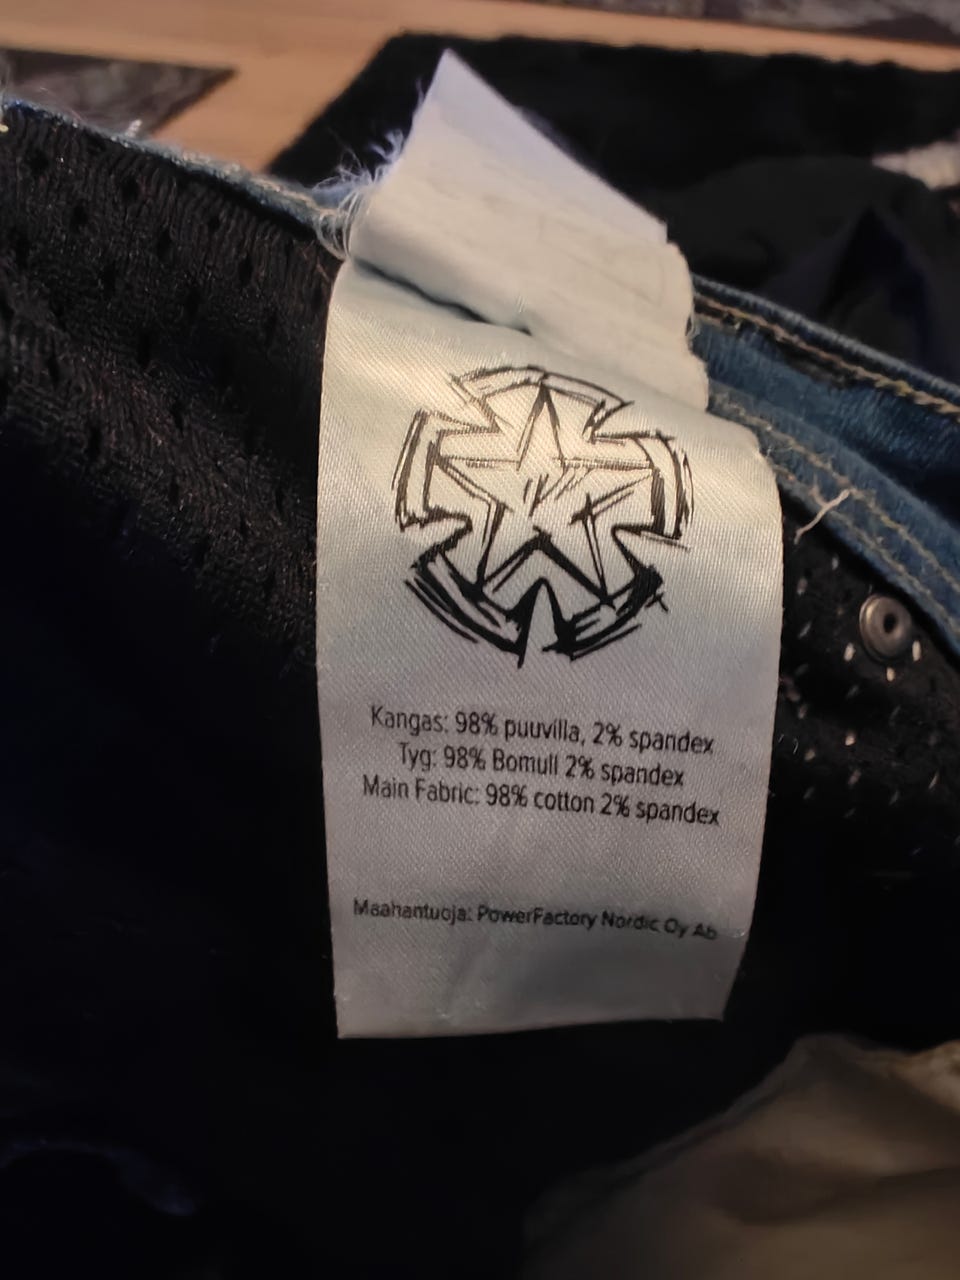 Kangas: 98% puuvilla, 2% spandex
Tyg: 98% Bomull 2% spandex
Main Fabric: 98% cotton 2% spandex
Maahantuoja: PowerFactory Nordic Oy Ab